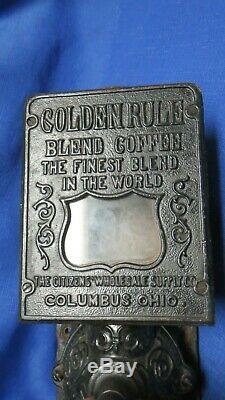 GOLDEN RULE
BLEND COFFEE
THE FINEST BLEND
IN THE WORLD
THE CITIZENS WHOLESALE SUPPLY CO
COLUMBUS OHIO.